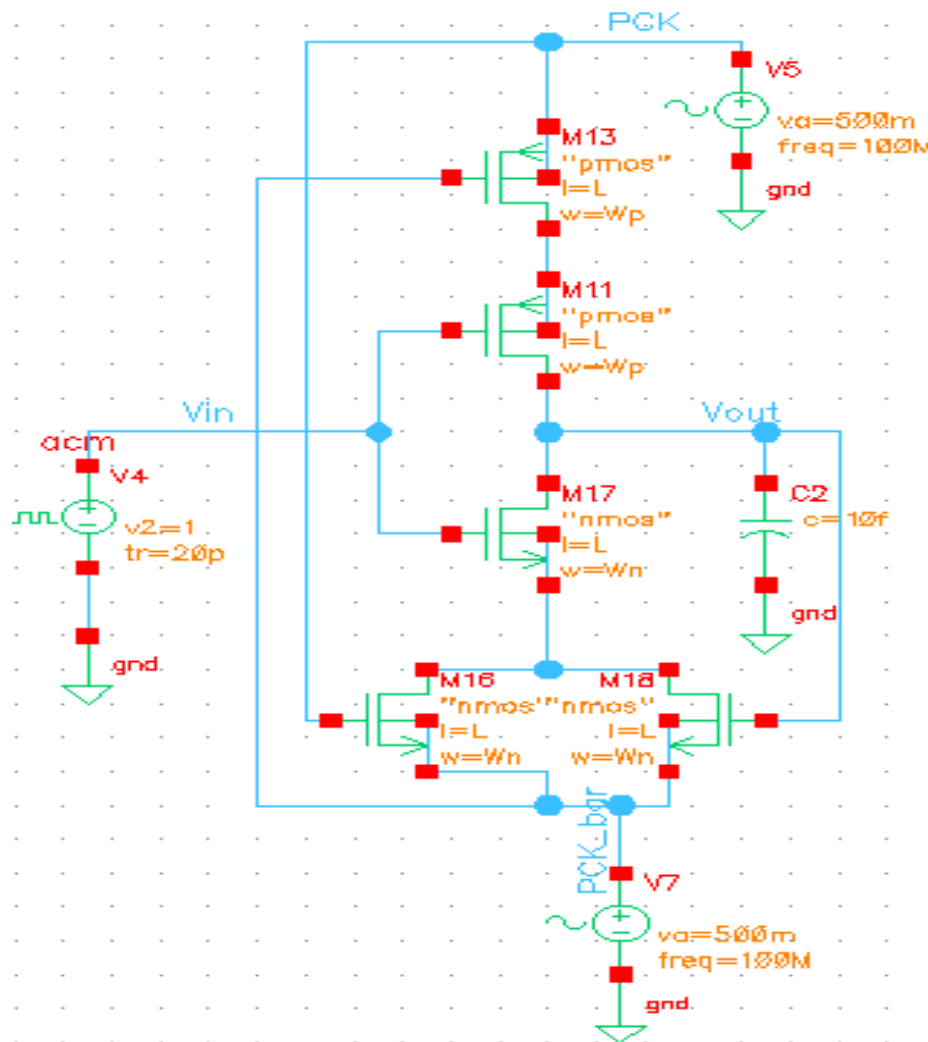 PCK
V5
va=500m
freq=100M
gnd
M13
"pmos"
l=L
w=Wp
M11
"pmos"
l=L
w=Wp
Vin
Vout
acm
V4
v2=1
tr=20p
gnd
M17
"nmos"
l=L
w=Wn
C2
c=10f
gnd
M16
"nmos"
l=L
w=Wn
M18
"nmos"
l=L
w=Wn
PCK_bar
V7
va=500m
freq=100M
gnd